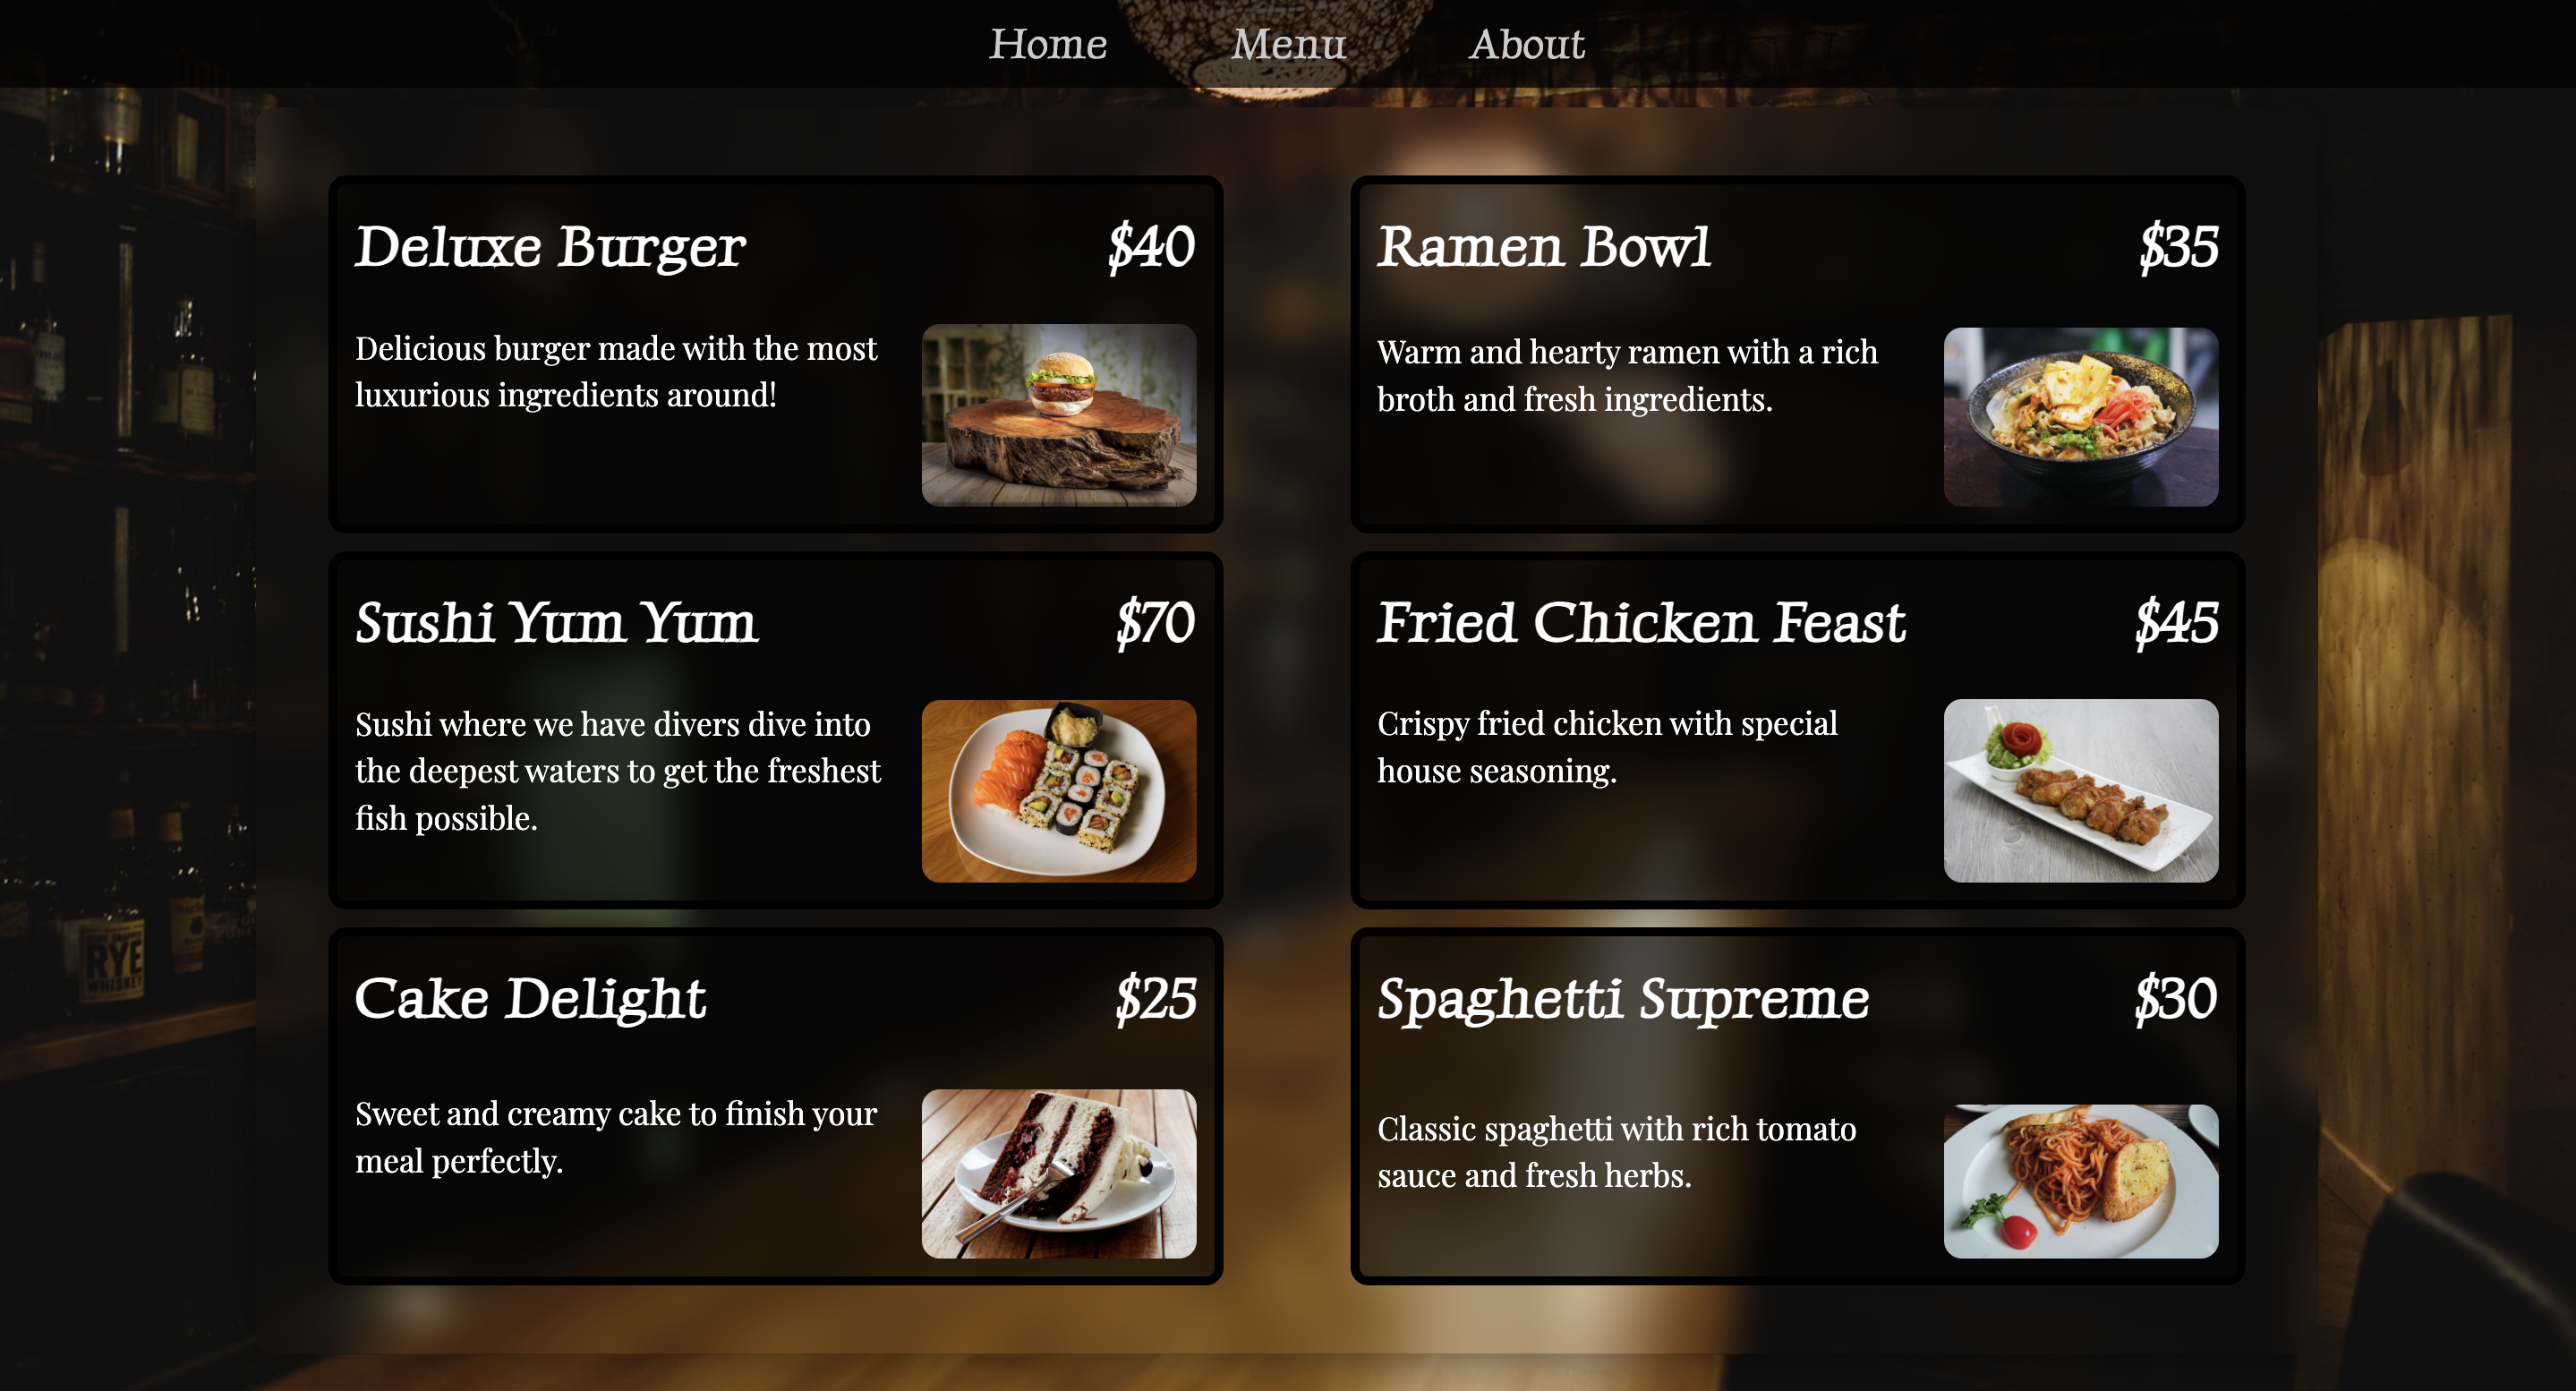 Home Menu About
Deluxe Burger $40
Delicious burger made with the most
luxurious ingredients around!
Ramen Bowl $35
Warm and hearty ramen with a rich
broth and fresh ingredients.
Sushi Yum Yum $70
Sushi where we have divers dive into
the deepest waters to get the freshest
fish possible.
Fried Chicken Feast $45
Crispy fried chicken with special
house seasoning.
Cake Delight $25
Sweet and creamy cake to finish your
meal perfectly.
Spaghetti Supreme $30
Classic spaghetti with rich tomato
sauce and fresh herbs.
RYE
WHISKEY